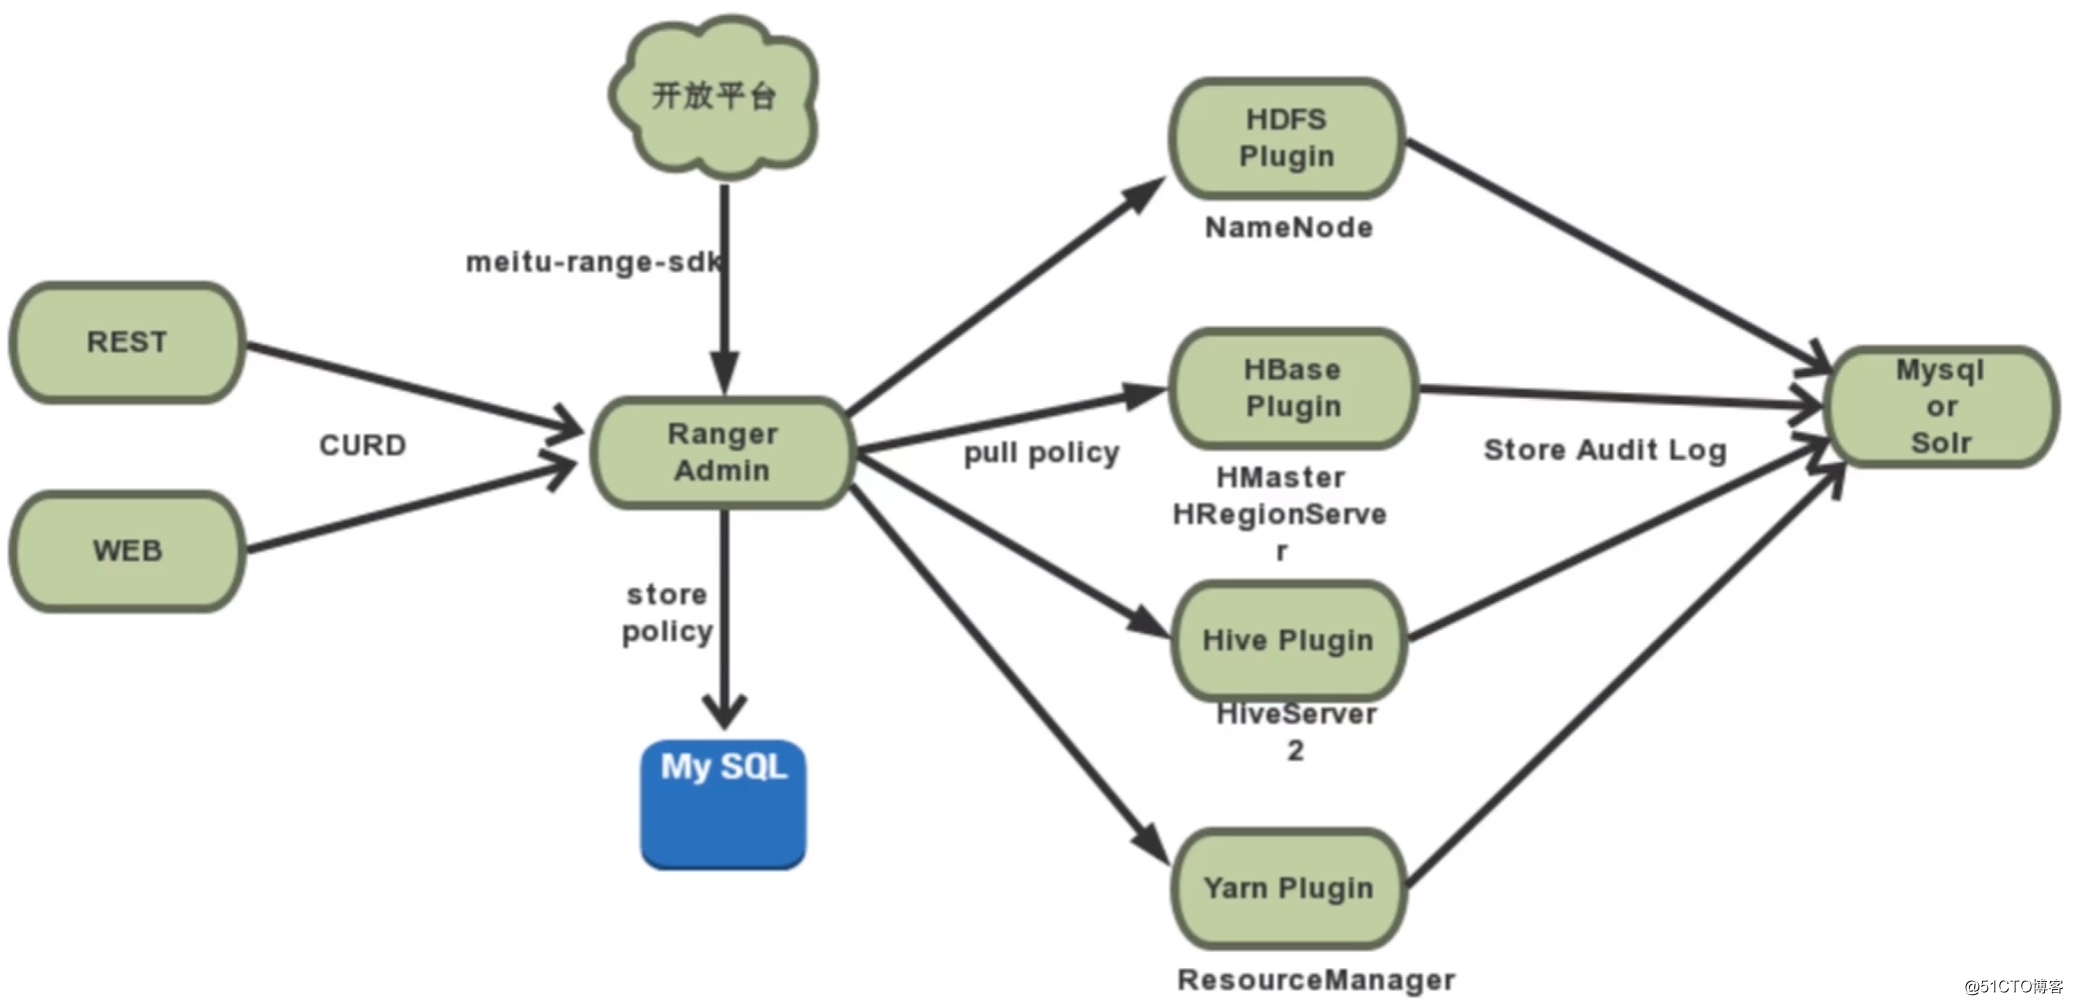 开放平台
meitu-range-sdk
REST
CURD
WEB
Ranger
Admin
store
policy
My SQL
pull policy
HDFS
Plugin
NameNode
HBase
Plugin
HMaster
HRegionServe
r
Hive Plugin
HiveServer
2
Yarn Plugin
ResourceManager
Store Audit Log
Mysql
or
Solr
@51CTO博客